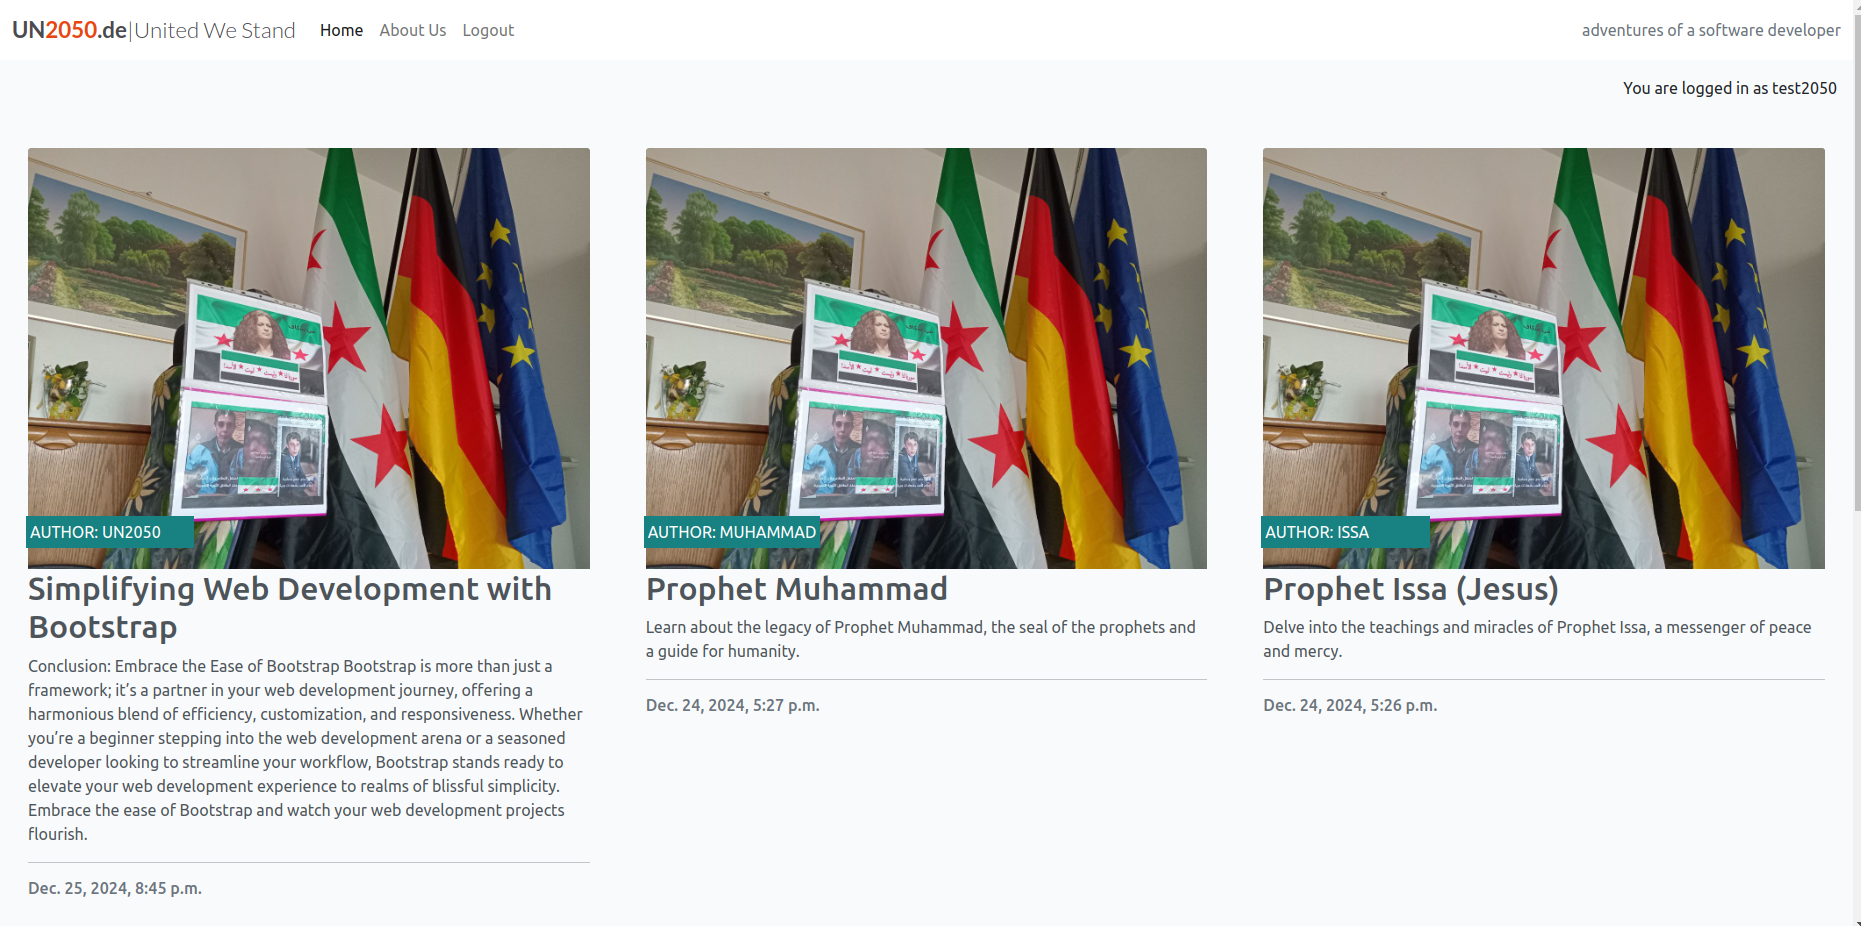 UN2050.de|United We Stand
Home
About Us
Logout
adventures of a software developer
You are logged in as test2050
AUTHOR: UN2050
Simplifying Web Development with
Bootstrap
Conclusion: Embrace the Ease of Bootstrap Bootstrap is more than just a
framework; it’s a partner in your web development journey, offering a
harmonious blend of efficiency, customization, and responsiveness. Whether
you’re a beginner stepping into the web development arena or a seasoned
developer looking to streamline your workflow, Bootstrap stands ready to
elevate your web development experience to realms of blissful simplicity.
Embrace the ease of Bootstrap and watch your web development projects
flourish.
Dec. 25, 2024, 8:45 p.m.
AUTHOR: MUHAMMAD
Prophet Muhammad
Learn about the legacy of Prophet Muhammad, the seal of the prophets and
a guide for humanity.
Dec. 24, 2024, 5:27 p.m.
AUTHOR: ISSA
Prophet Issa (Jesus)
Delve into the teachings and miracles of Prophet Issa, a messenger of peace
and mercy.
Dec. 24, 2024, 5:26 p.m.